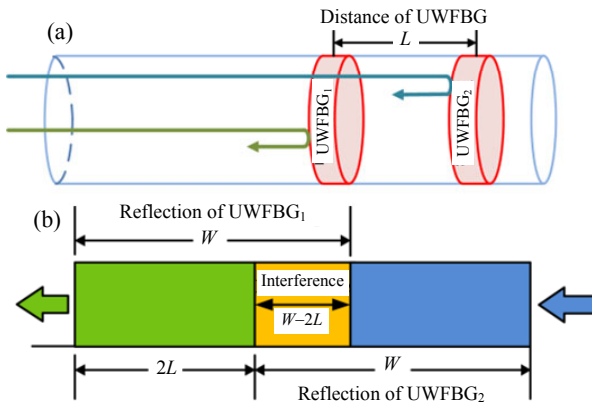 (a)
Distance of UWFBG
L
UWFBG₁
UWFBG₂
(b)
Reflection of UWFBG₁
W
Interference
W−2L
2L
W
Reflection of UWFBG₂